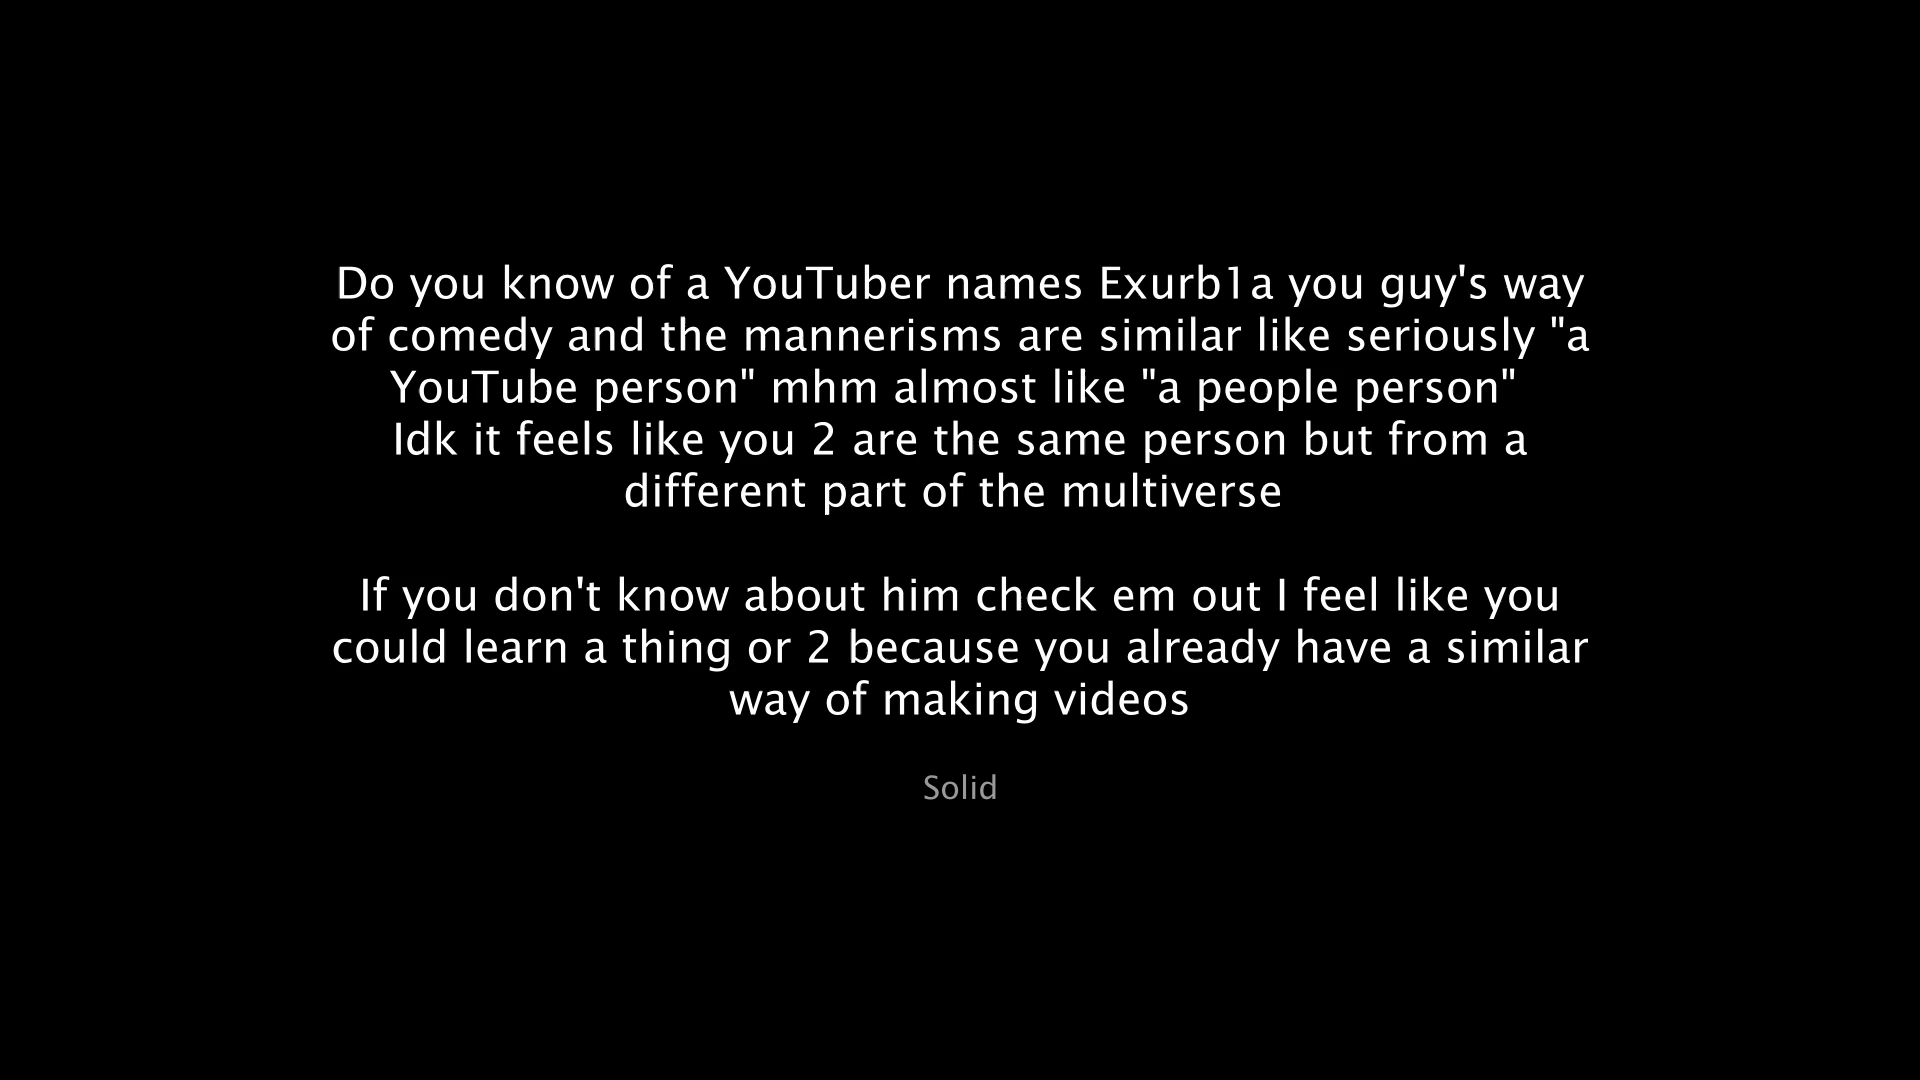 Do you know of a YouTuber names Exurb1a you guy's way
of comedy and the mannerisms are similar like seriously "a
YouTube person" mhm almost like "a people person"
Idk it feels like you 2 are the same person but from a
different part of the multiverse
If you don't know about him check em out I feel like you
could learn a thing or 2 because you already have a similar
way of making videos
Solid